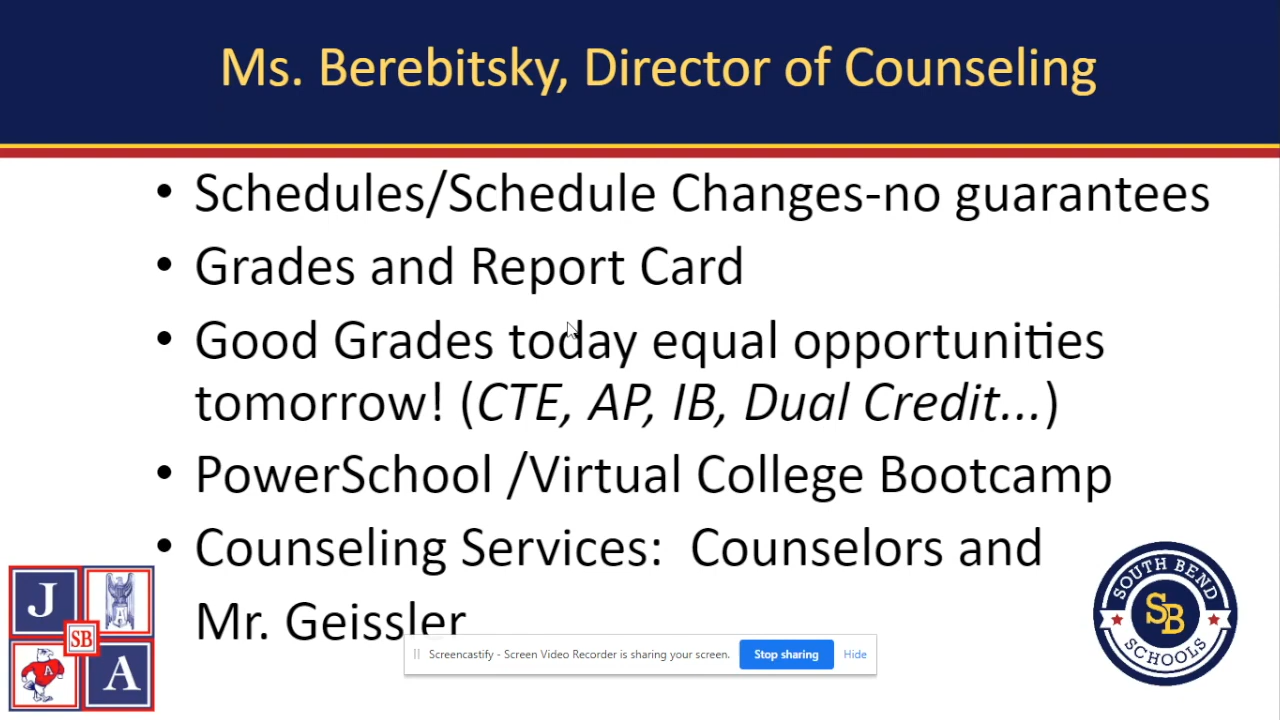 Ms. Berebitsky, Director of Counseling
• Schedules/Schedule Changes-no guarantees
• Grades and Report Card
• Good Grades today equal opportunities
tomorrow! (CTE, AP, IB, Dual Credit...)
• PowerSchool /Virtual College Bootcamp
• Counseling Services:  Counselors and
Mr. Geissler
J
A
SB
A
A
SOUTH BEND
SB
SCHOOLS
Screencastify - Screen Video Recorder is sharing your screen.
Stop sharing
Hide